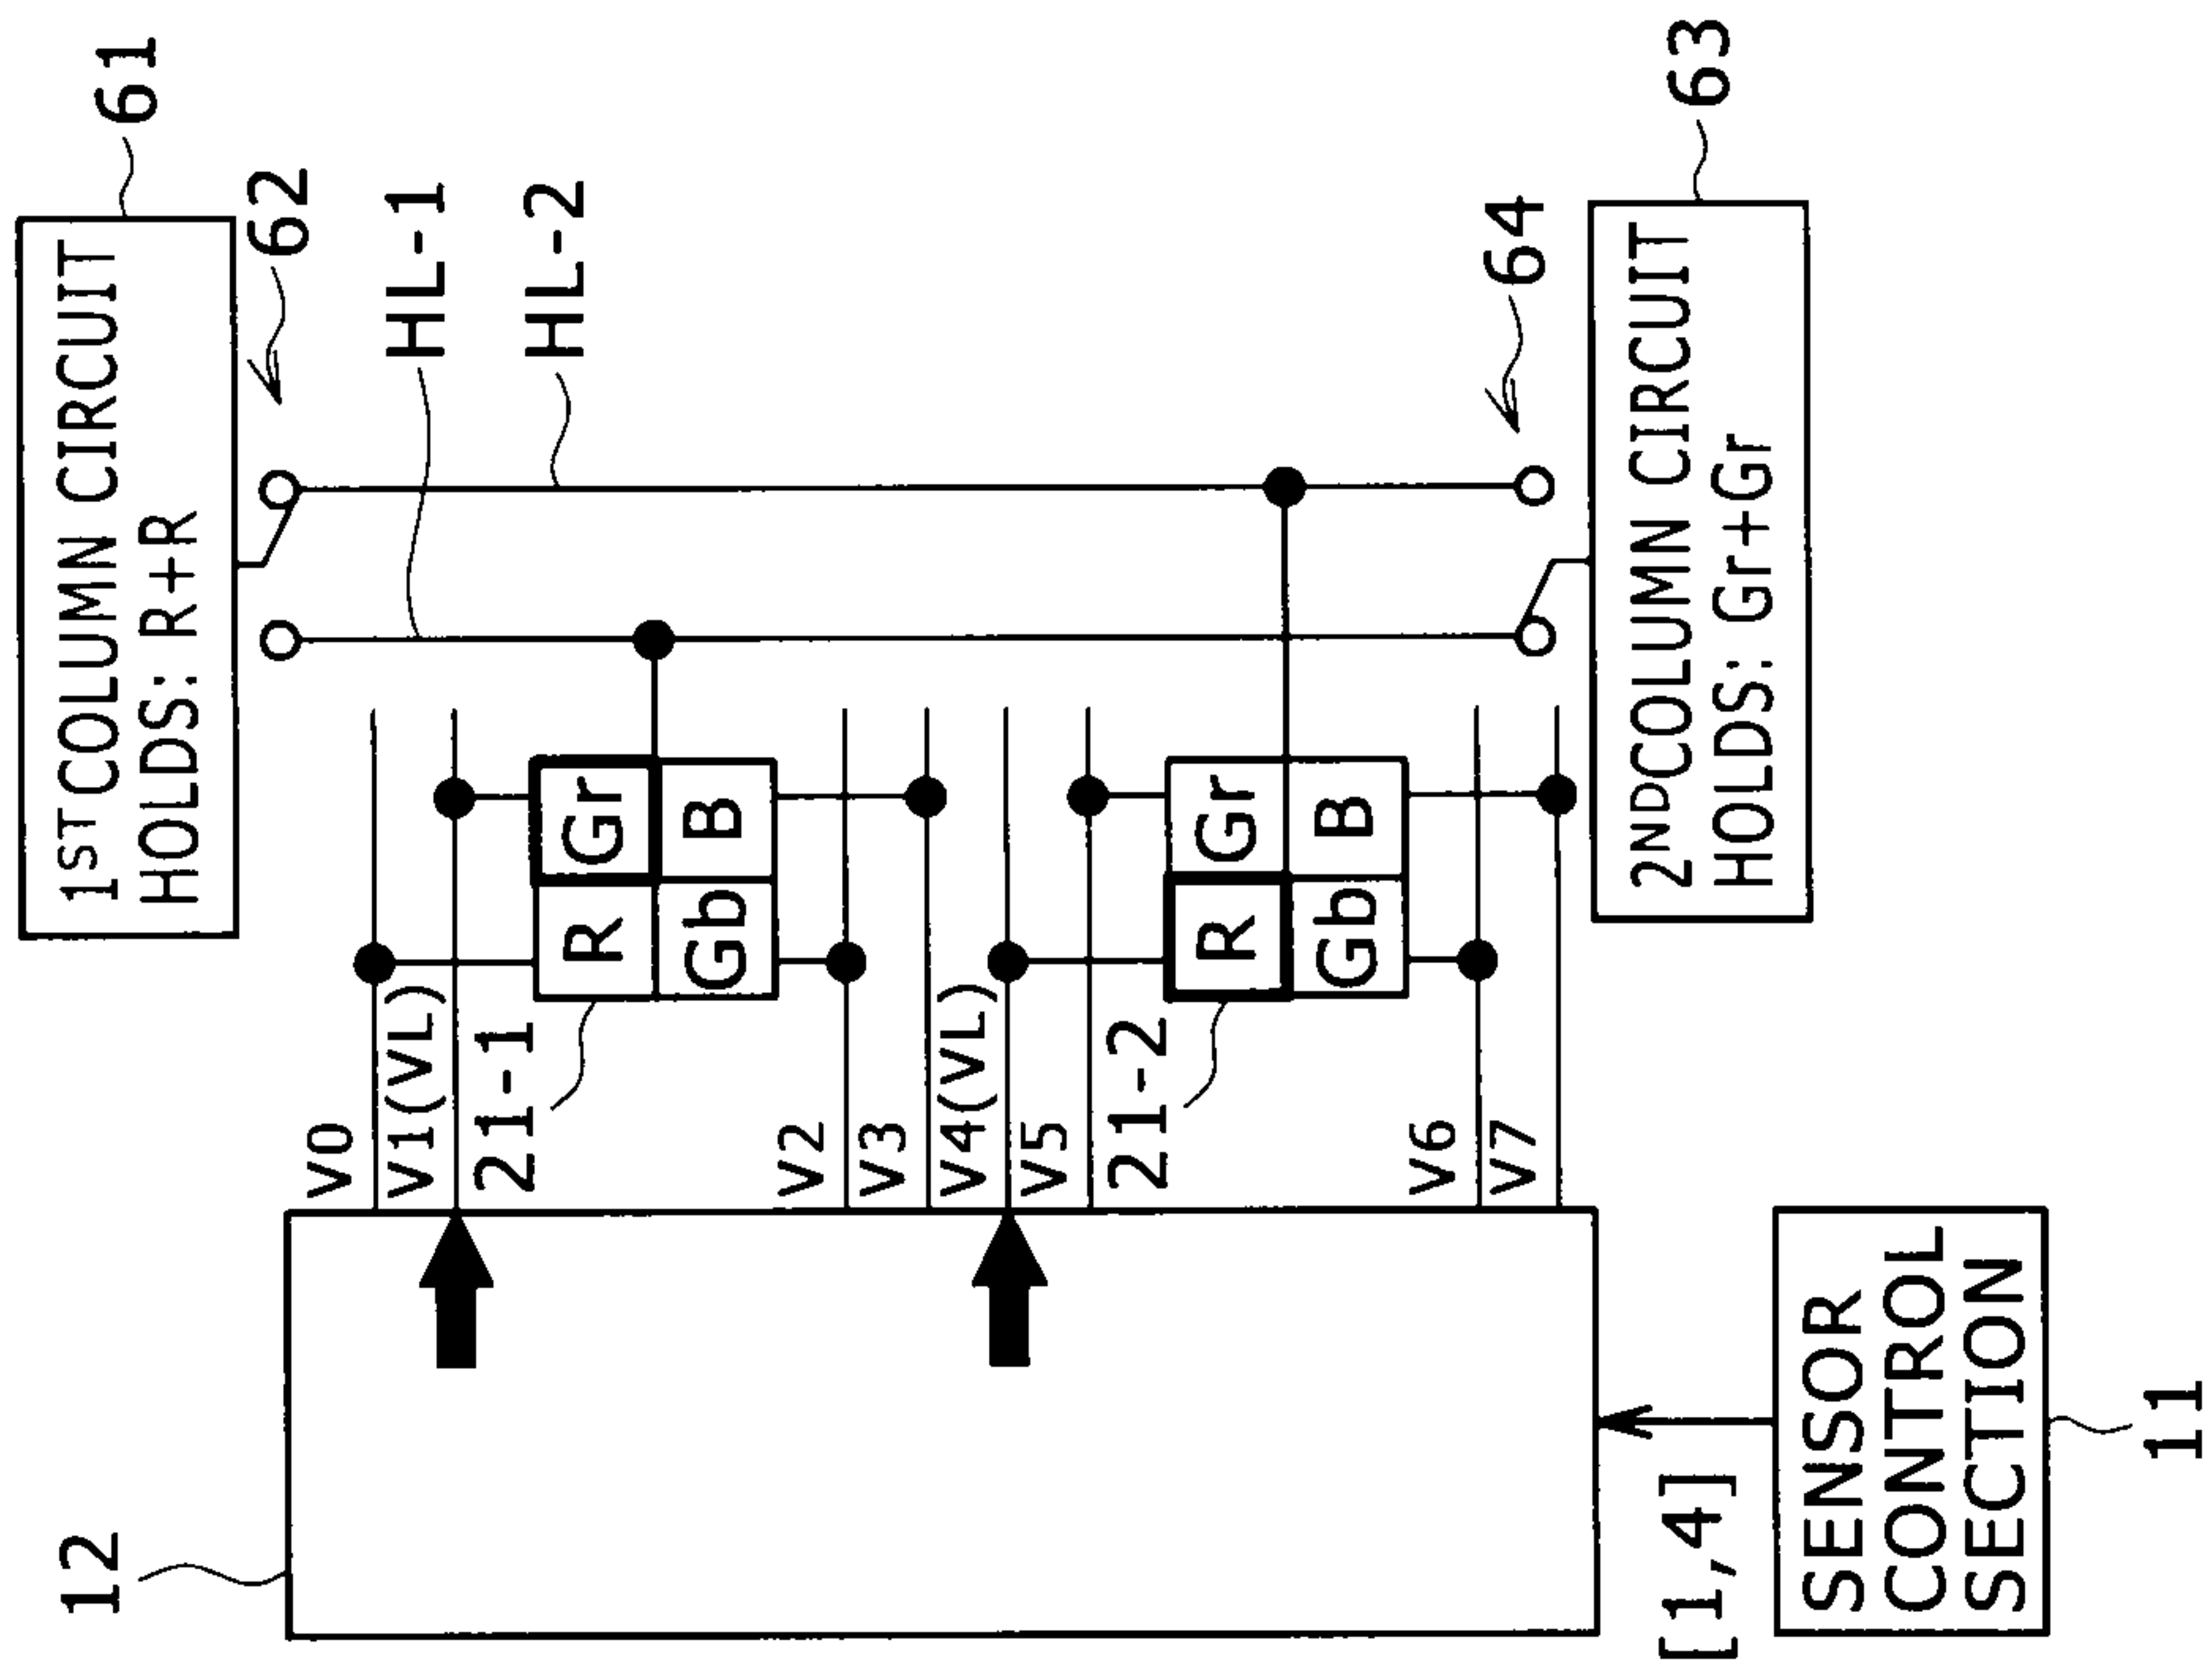 1ST COLUMN CIRCUIT
HOLDS: R+R
61
62
HL-1
HL-2
12
V0
V1(VL)
21-1
R
Gr
Gb
B
V2
V3
V4(VL)
V5
21-2
R
Gr
Gb
B
V6
V7
64
2ND COLUMN CIRCUIT
HOLDS: Gr+Gr
63
[1,4]
SENSOR
CONTROL
SECTION
11